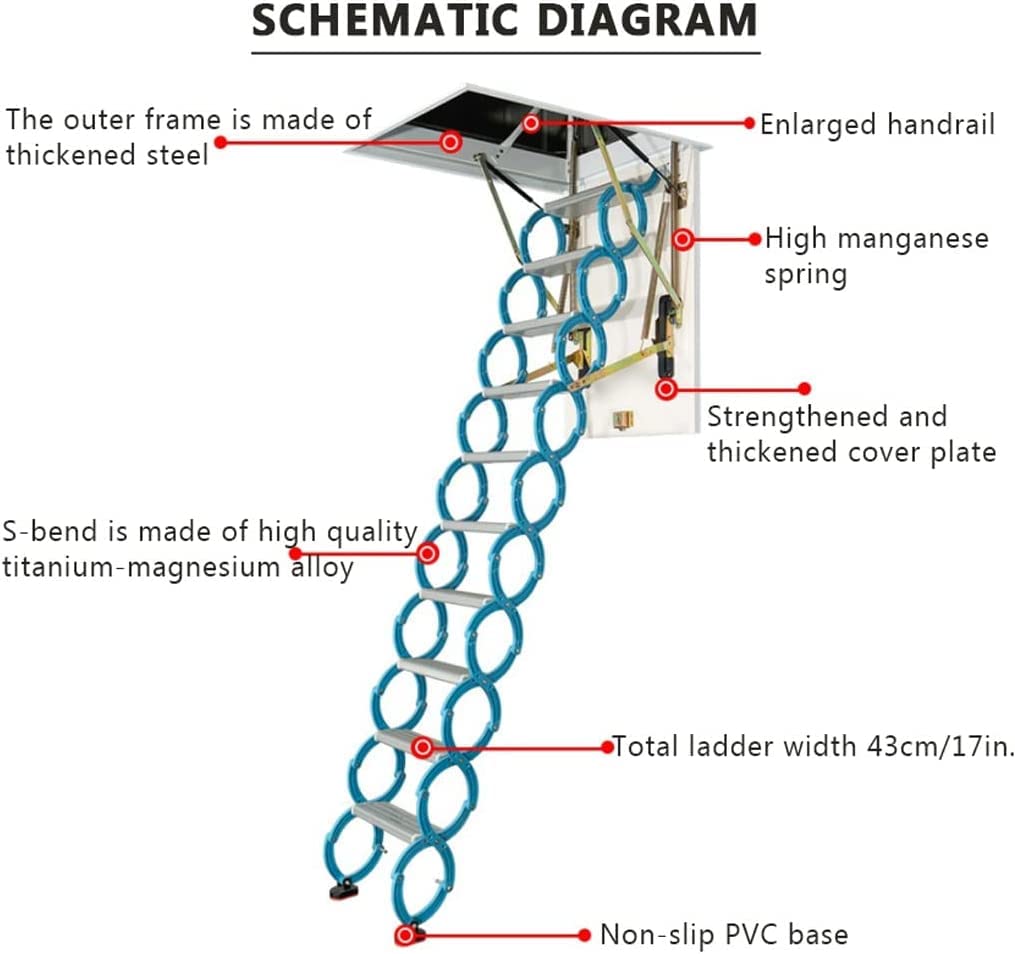 SCHEMATIC DIAGRAM
The outer frame is made of
thickened steel
Enlarged handrail
High manganese
spring
Strengthened and
thickened cover plate
S-bend is made of high quality
titanium-magnesium alloy
Total ladder width 43cm/17in.
Non-slip PVC base